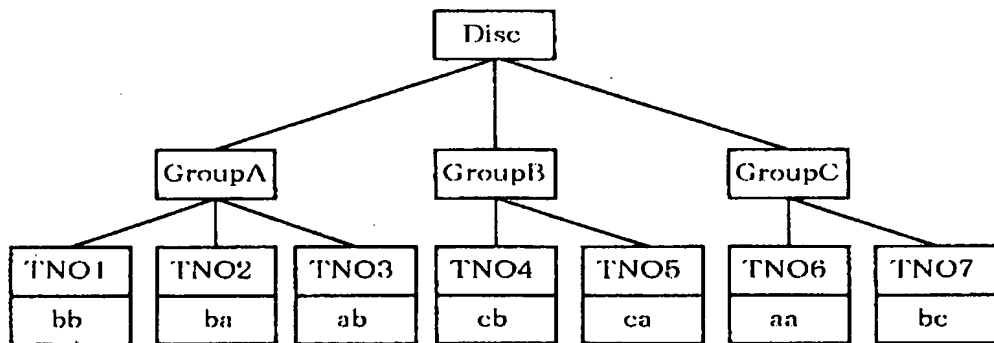 Disc
GroupA GroupB GroupC
TNO1 TNO2 TNO3 TNO4 TNO5 TNO6 TNO7
bb ba ab cb ca aa bc